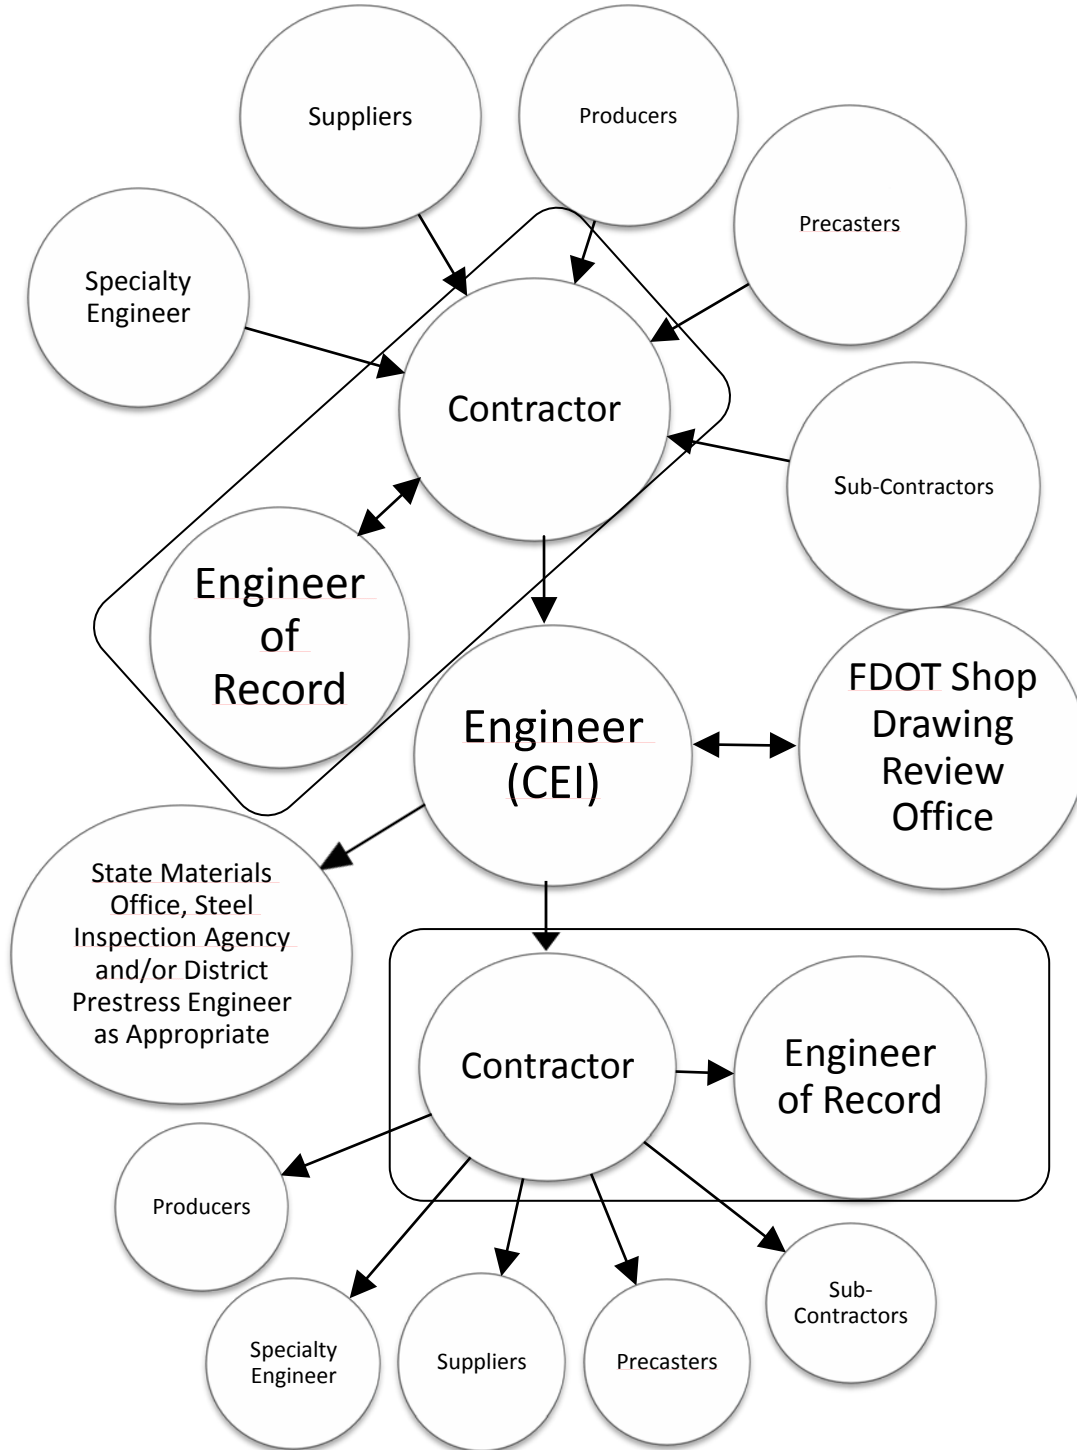 Suppliers
Producers
Precasters
Specialty
Engineer
Contractor
Sub-Contractors
Engineer
of
Record
FDOT Shop
Drawing
Review
Office
Engineer
(CEI)
State Materials
Office, Steel
Inspection Agency
and/or District
Prestress Engineer
as Appropriate
Contractor
Engineer
of Record
Producers
Sub-
Contractors
Specialty
Engineer
Suppliers
Precasters